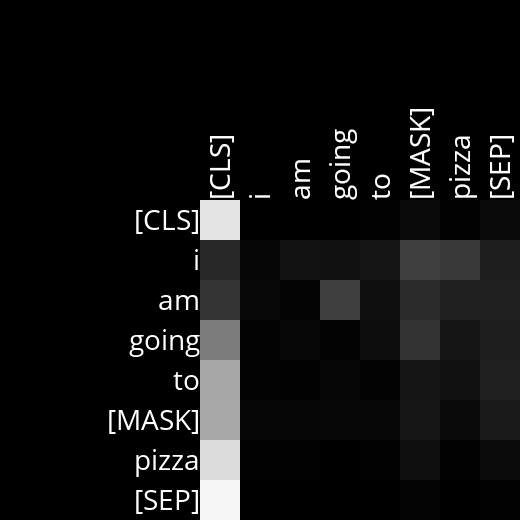 [CLS] i am going to [MASK] pizza [SEP]
[CLS]
i
am
going
to
[MASK]
pizza
[SEP]